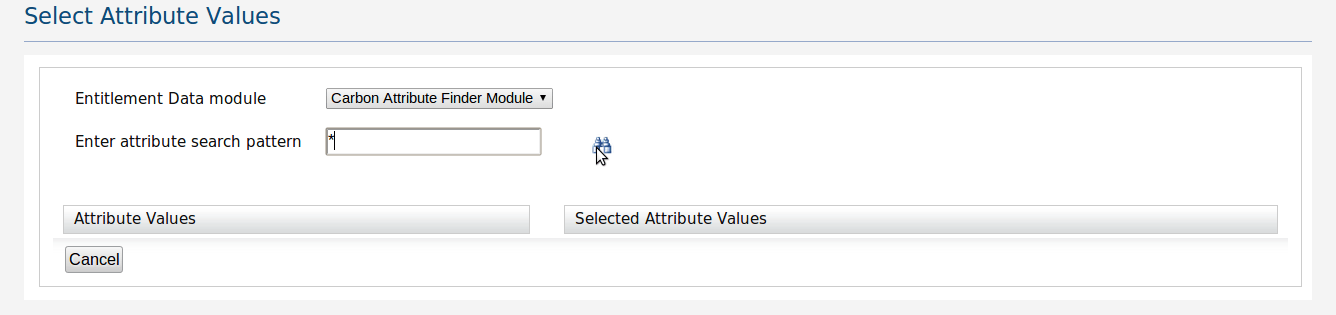 Select Attribute Values
Entitlement Data module
Carbon Attribute Finder Module
Enter attribute search pattern
*
Attribute Values
Selected Attribute Values
Cancel